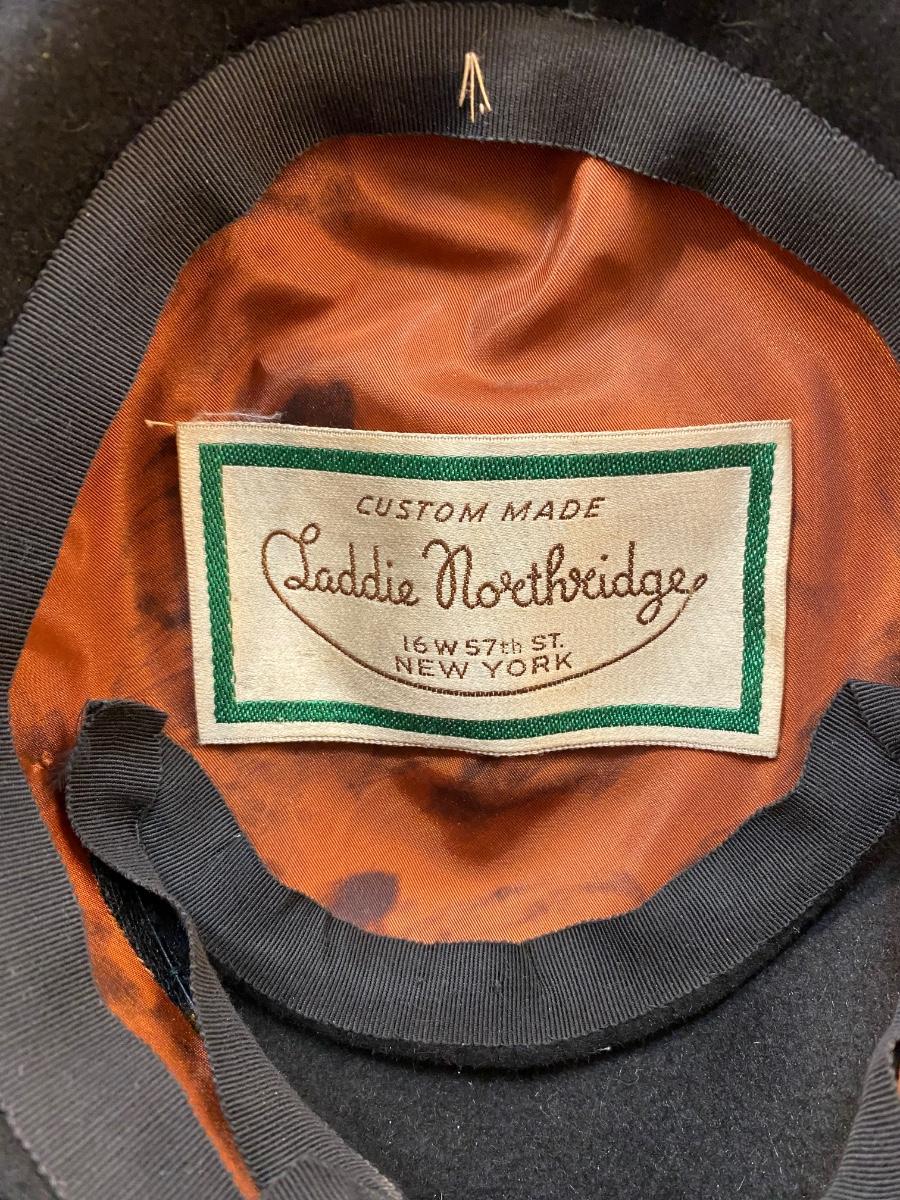 CUSTOM MADE
Laddie Northridge
16 W 57th ST.
NEW YORK